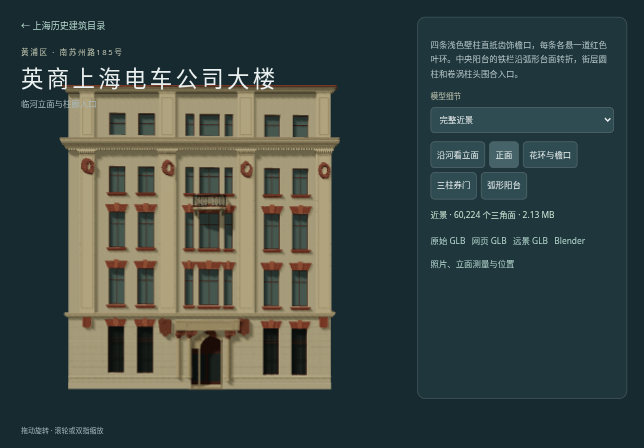 ← 上海历史建筑目录
黄浦区 · 南苏州路185号
英商上海电车公司大楼
临河立面与柱廊入口
四条浅色壁柱直抵齿饰檐口，每条各悬一道红色
叶环。中央阳台的铁栏沿弧形台面转折，街层圆
柱和卷涡柱头围合入口。
模型细节
完整近景
沿河看立面
正面
花环与檐口
三柱券门
弧形阳台
近景 · 60,224 个三角面 · 2.13 MB
原始 GLB 网页 GLB 远景 GLB Blender
照片、立面测量与位置
拖动旋转 · 滚轮或双指缩放